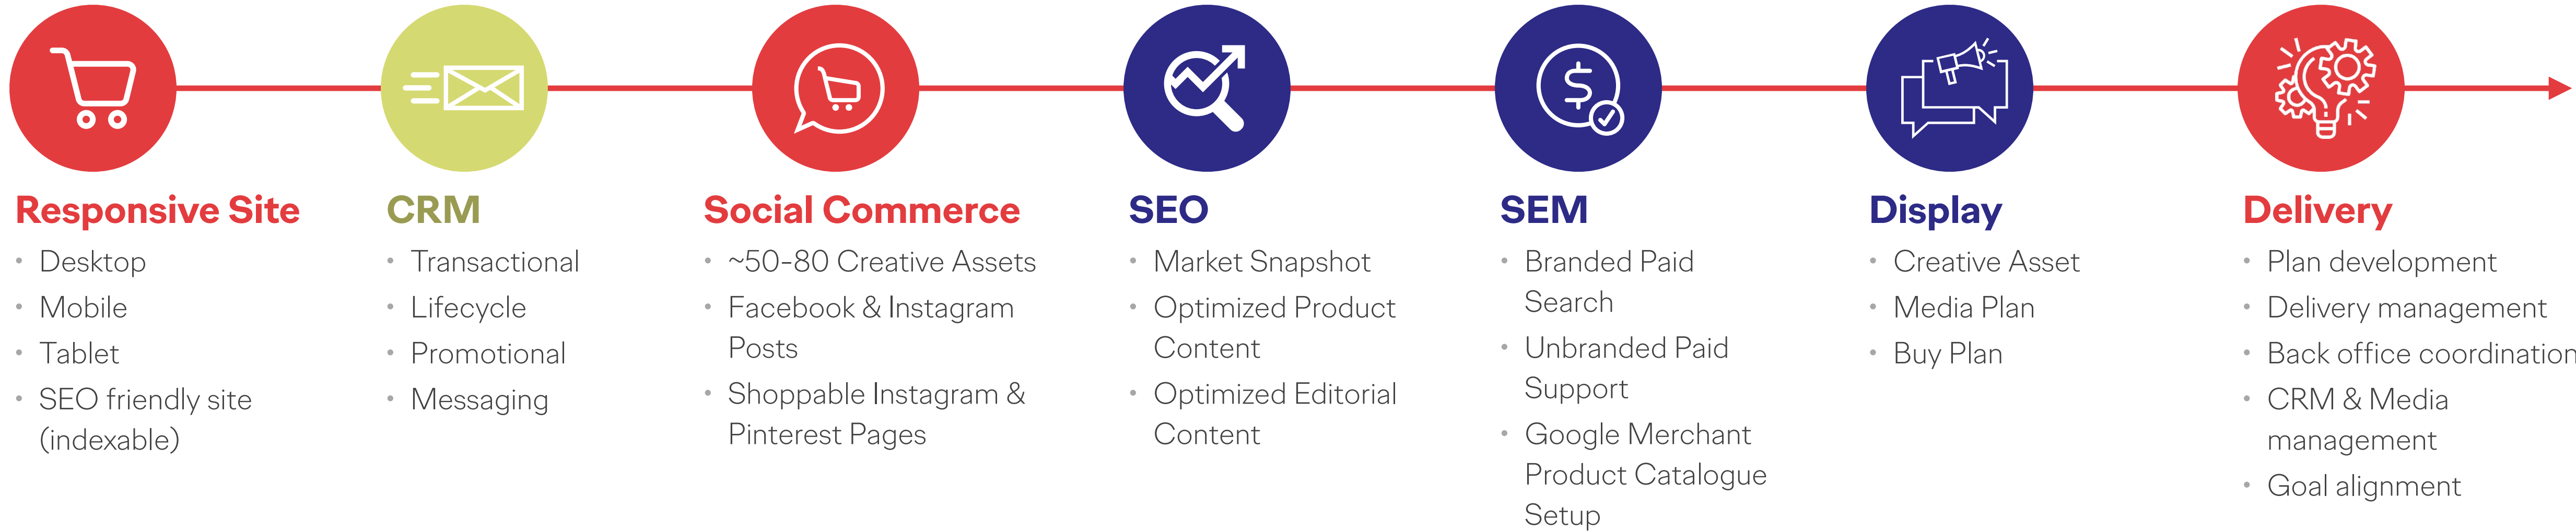 Responsive Site
• Desktop
• Mobile
• Tablet
• SEO friendly site
(indexable)
CRM
• Transactional
• Lifecycle
• Promotional
• Messaging
Social Commerce
• ~50-80 Creative Assets
• Facebook & Instagram
Posts
• Shoppable Instagram &
Pinterest Pages
SEO
• Market Snapshot
• Optimized Product
Content
• Optimized Editorial
Content
SEM
• Branded Paid
Search
• Unbranded Paid
Support
• Google Merchant
Product Catalogue
Setup
Display
• Creative Asset
• Media Plan
• Buy Plan
Delivery
• Plan development
• Delivery management
• Back office coordination
• CRM & Media
management
• Goal alignment